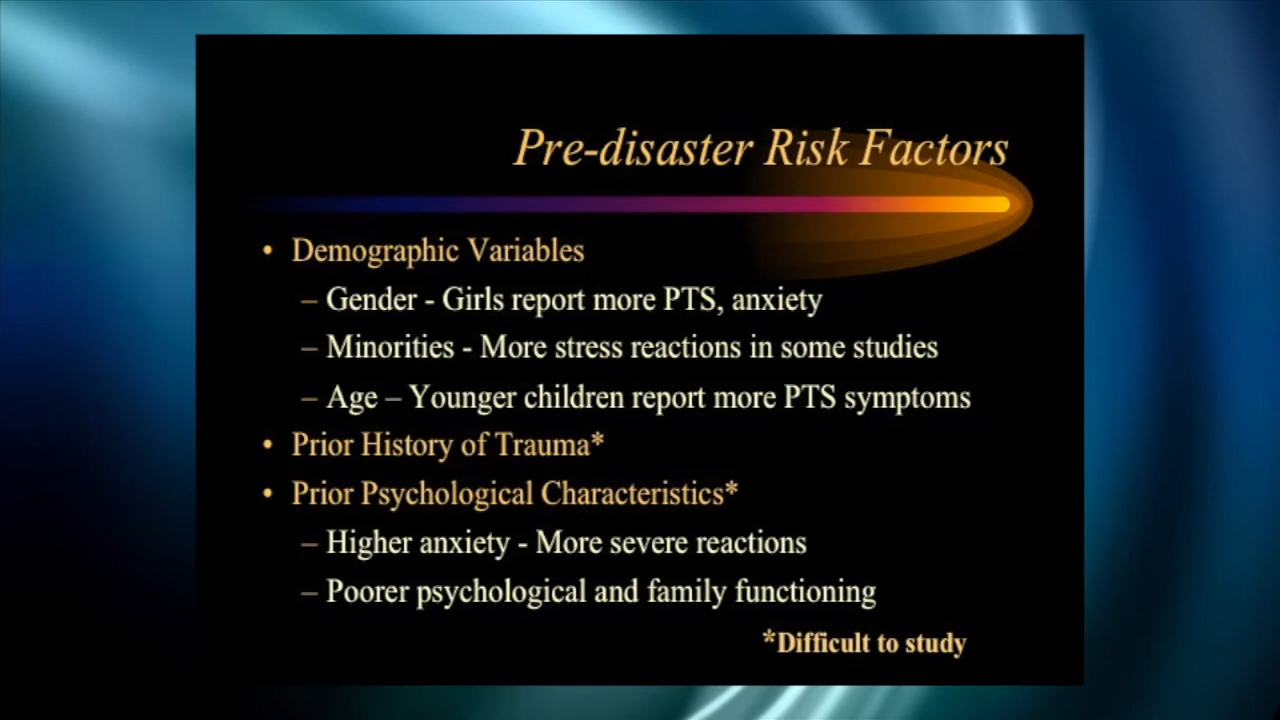 Pre-disaster Risk Factors
• Demographic Variables
– Gender - Girls report more PTS, anxiety
– Minorities - More stress reactions in some studies
– Age – Younger children report more PTS symptoms
• Prior History of Trauma*
• Prior Psychological Characteristics*
– Higher anxiety - More severe reactions
– Poorer psychological and family functioning
*Difficult to study